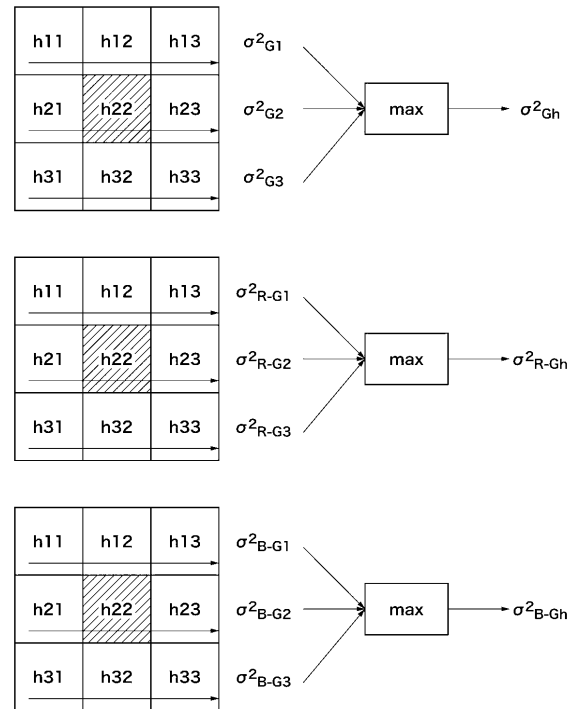 h11 h12 h13 σ²G1
h21 h22 h23 σ²G2 max σ²Gh
h31 h32 h33 σ²G3
h11 h12 h13 σ²R-G1
h21 h22 h23 σ²R-G2 max σ²R-Gh
h31 h32 h33 σ²R-G3
h11 h12 h13 σ²B-G1
h21 h22 h23 σ²B-G2 max σ²B-Gh
h31 h32 h33 σ²B-G3